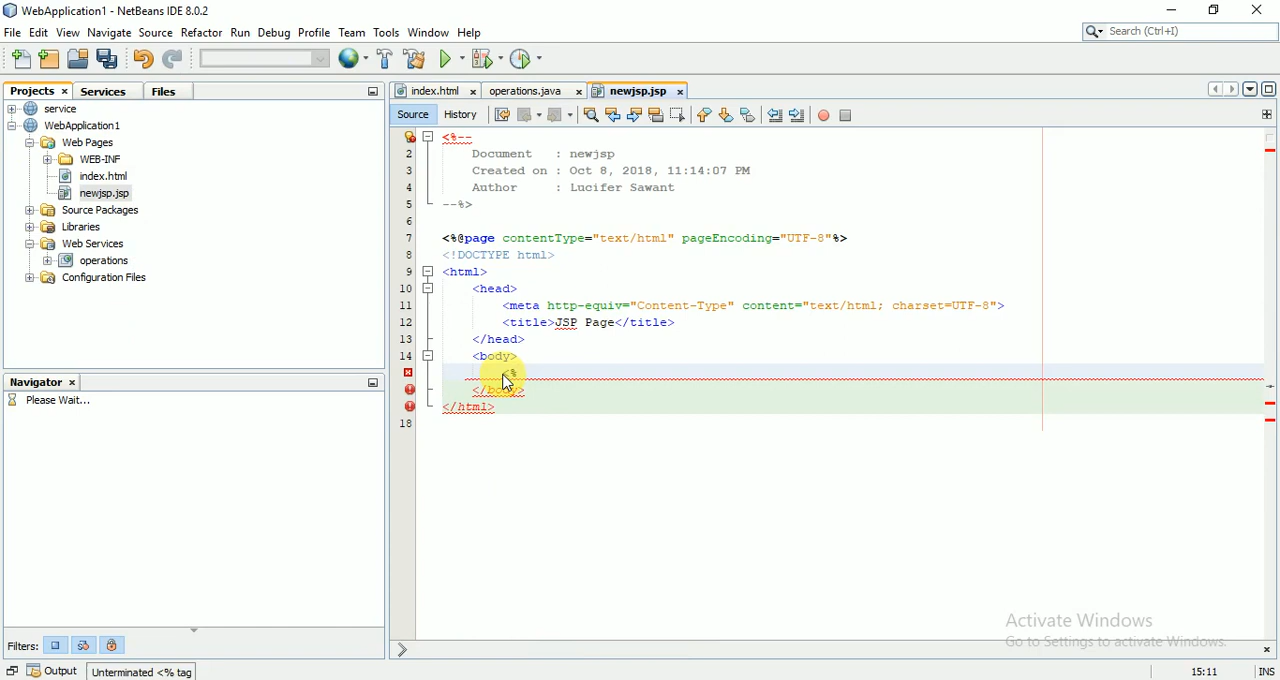 WebApplication1 - NetBeans IDE 8.0.2
File Edit View Navigate Source Refactor Run Debug Profile Team Tools Window Help
Search (Ctrl+I)
Projects Services Files
index.html operations.java newjsp.jsp
Source History
service
WebApplication1
Web Pages
WEB-INF
index.html
newjsp.jsp
Source Packages
Libraries
Web Services
operations
Configuration Files
<%--
2 Document : newjsp
3 Created on : Oct 8, 2018, 11:14:07 PM
4 Author : Lucifer Sawant
5 --%>
6
7 <%@page contentType="text/html" pageEncoding="UTF-8"%>
8 <!DOCTYPE html>
9 <html>
10 <head>
11 <meta http-equiv="Content-Type" content="text/html; charset=UTF-8">
12 <title>JSP Page</title>
13 </head>
14 <body>
<%
</body>
</html>
18
Navigator
Please Wait...
Filters:
Activate Windows
Go to Settings to activate Windows.
Output
Unterminated <% tag
15:11
INS